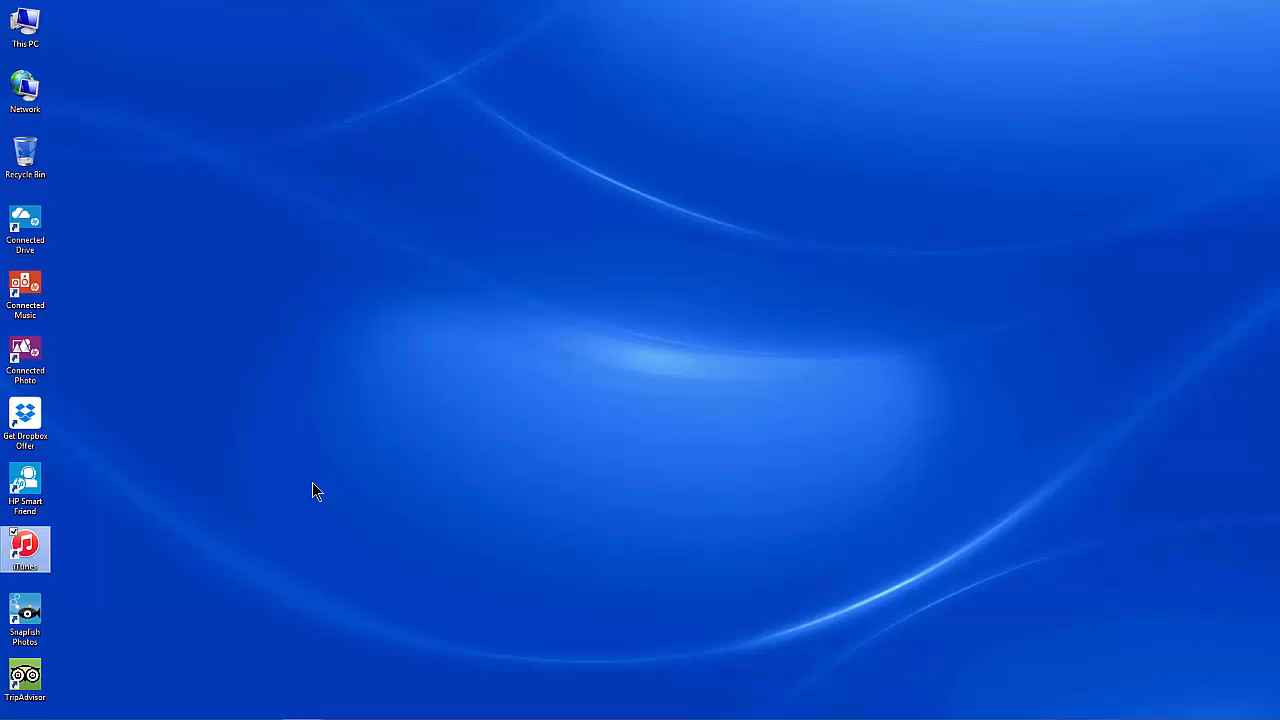 This PC
Network
Recycle Bin
Connected
Drive
Connected
Music
Connected
Photo
Get Dropbox
Offer
HP Smart
Friend
iTunes
Snapfish
Photos
TripAdvisor